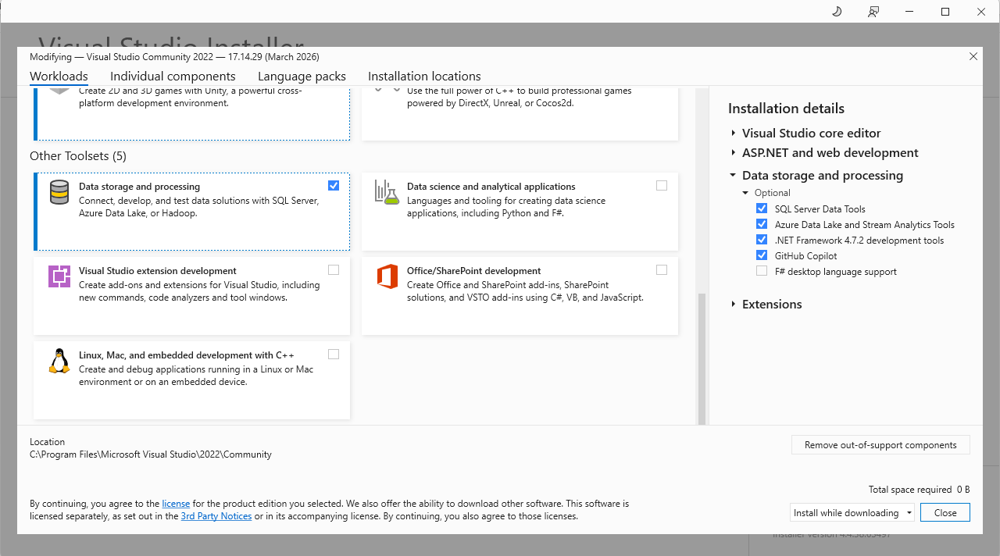 Visual Studio Installer
Modifying — Visual Studio Community 2022 — 17.14.29 (March 2026)
Workloads
Individual components
Language packs
Installation locations
Create 2D and 3D games with Unity, a powerful cross-
platform development environment.
Use the full power of C++ to build professional games
powered by DirectX, Unreal, or Cocos2d.
Other Toolsets (5)
Data storage and processing
Connect, develop, and test data solutions with SQL Server,
Azure Data Lake, or Hadoop.
Data science and analytical applications
Languages and tooling for creating data science
applications, including Python and F#.
Visual Studio extension development
Create add-ons and extensions for Visual Studio, including
new commands, code analyzers and tool windows.
Office/SharePoint development
Create Office and SharePoint add-ins, SharePoint
solutions, and VSTO add-ins using C#, VB, and JavaScript.
Linux, Mac, and embedded development with C++
Create and debug applications running in a Linux or Mac
environment or on an embedded device.
Installation details
Visual Studio core editor
ASP.NET and web development
Data storage and processing
Optional
SQL Server Data Tools
Azure Data Lake and Stream Analytics Tools
.NET Framework 4.7.2 development tools
GitHub Copilot
F# desktop language support
Extensions
Location
C:\Program Files\Microsoft Visual Studio\2022\Community
Remove out-of-support components
Total space required 0 B
By continuing, you agree to the license for the product edition you selected. We also offer the ability to download other software. This software is
licensed separately, as set out in the 3rd Party Notices or in its accompanying license. By continuing, you also agree to those licenses.
Install while downloading
Close
Installer version